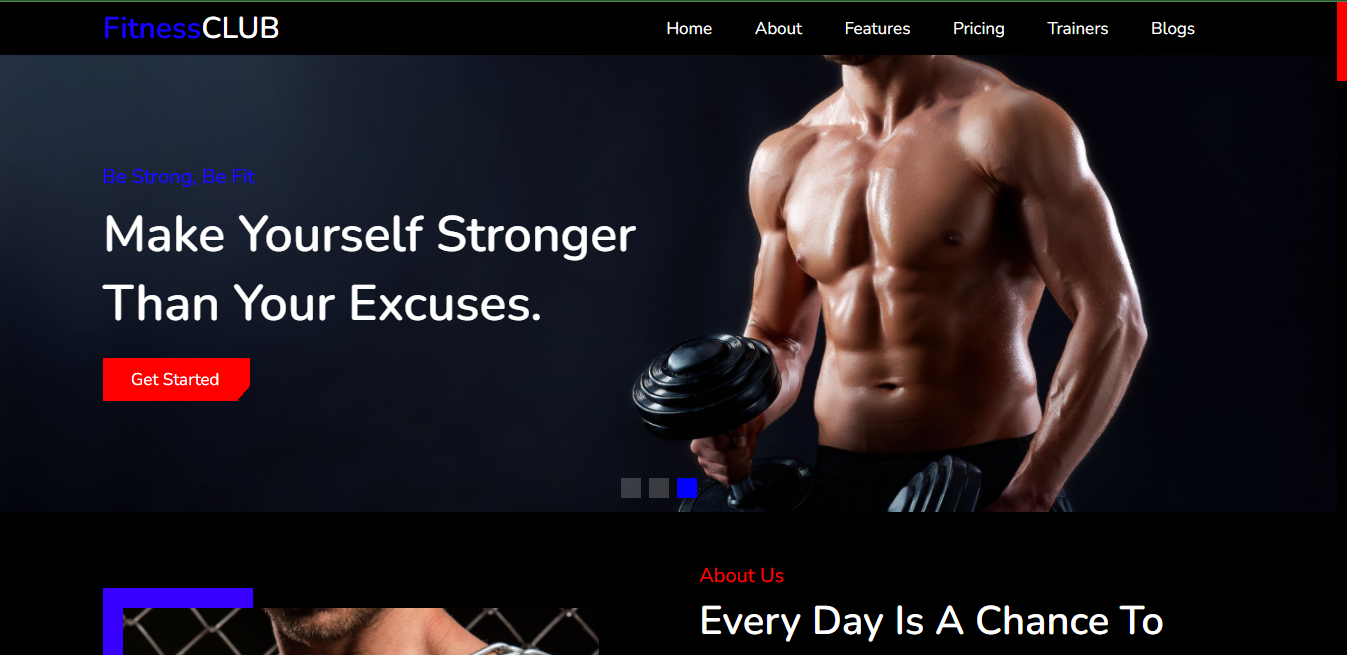 FitnessCLUB
Home About Features Pricing Trainers Blogs
Be Strong, Be Fit
Make Yourself Stronger
Than Your Excuses.
Get Started
About Us
Every Day Is A Chance To